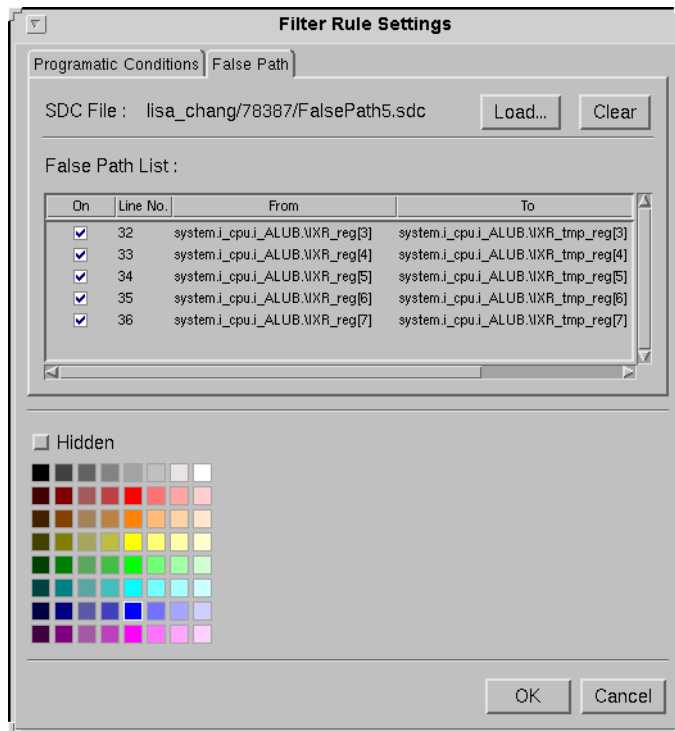 Filter Rule Settings
Programatic Conditions False Path
SDC File : lisa_chang/78387/FalsePath5.sdc Load... Clear
False Path List :
On Line No. From To
32 system.i_cpu.i_ALUB.\IXR_reg[3] system.i_cpu.i_ALUB.\IXR_tmp_reg[3]
33 system.i_cpu.i_ALUB.\IXR_reg[4] system.i_cpu.i_ALUB.\IXR_tmp_reg[4]
34 system.i_cpu.i_ALUB.\IXR_reg[5] system.i_cpu.i_ALUB.\IXR_tmp_reg[5]
35 system.i_cpu.i_ALUB.\IXR_reg[6] system.i_cpu.i_ALUB.\IXR_tmp_reg[6]
36 system.i_cpu.i_ALUB.\IXR_reg[7] system.i_cpu.i_ALUB.\IXR_tmp_reg[7]
Hidden
OK Cancel